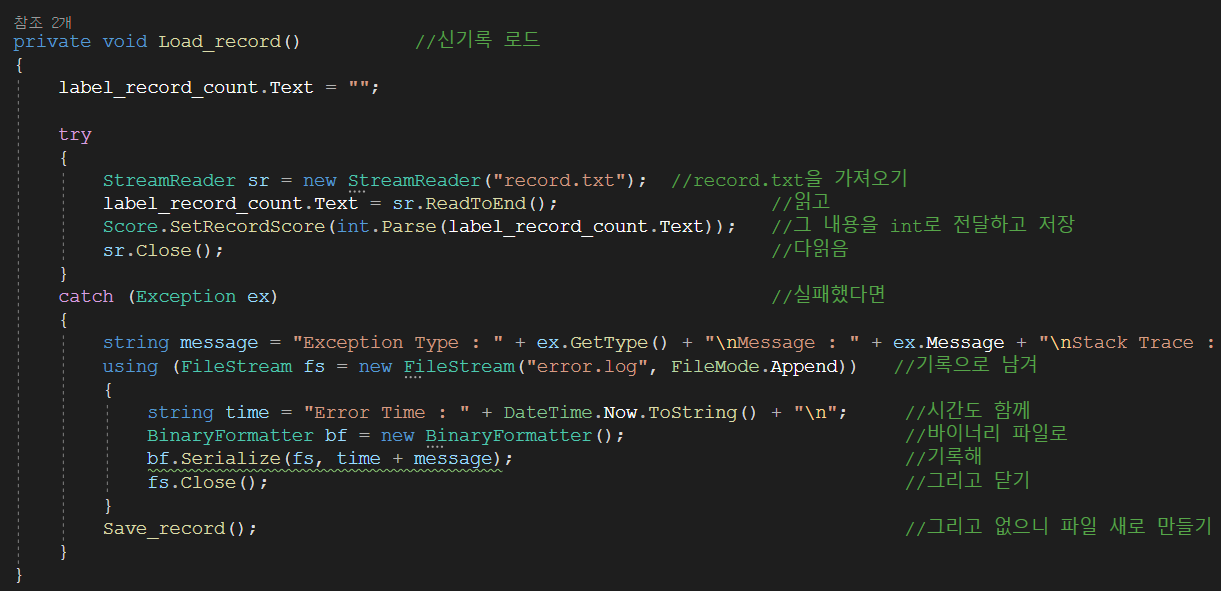 참조 2개
private void Load_record() //신기록 로드
{
label_record_count.Text = "";
try
{
StreamReader sr = new StreamReader("record.txt"); //record.txt을 가져오기
label_record_count.Text = sr.ReadToEnd(); //읽고
Score.SetRecordScore(int.Parse(label_record_count.Text)); //그 내용을 int로 전달하고 저장
sr.Close(); //다읽음
}
catch (Exception ex) //실패했다면
{
string message = "Exception Type : " + ex.GetType() + "\nMessage : " + ex.Message + "\nStack Trace :
using (FileStream fs = new FileStream("error.log", FileMode.Append)) //기록으로 남겨
{
string time = "Error Time : " + DateTime.Now.ToString() + "\n"; //시간도 함께
BinaryFormatter bf = new BinaryFormatter(); //바이너리 파일로
bf.Serialize(fs, time + message); //기록해
fs.Close(); //그리고 닫기
}
Save_record(); //그리고 없으니 파일 새로 만들기
}
}